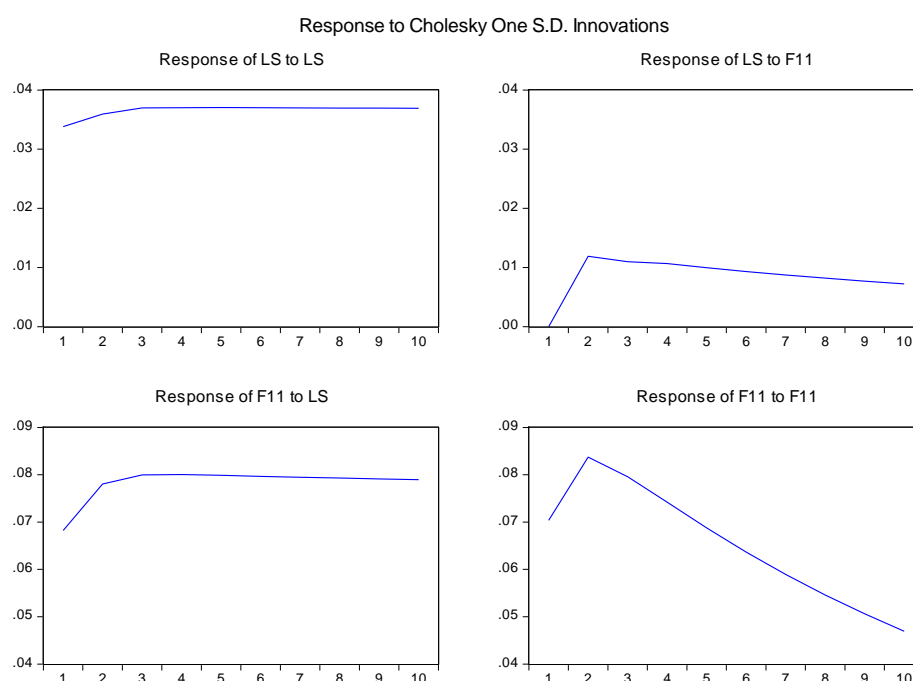 Response to Cholesky One S.D. Innovations
Response of LS to LS
.04
.03
.02
.01
.00
1 2 3 4 5 6 7 8 9 10
Response of LS to F11
.04
.03
.02
.01
.00
1 2 3 4 5 6 7 8 9 10
Response of F11 to LS
.09
.08
.07
.06
.05
.04
1 2 3 4 5 6 7 8 9 10
Response of F11 to F11
.09
.08
.07
.06
.05
.04
1 2 3 4 5 6 7 8 9 10